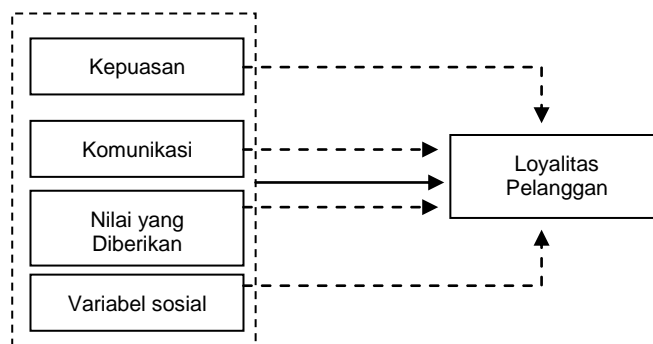 Kepuasan
Komunikasi
Nilai yang
Diberikan
Variabel sosial
Loyalitas
Pelanggan